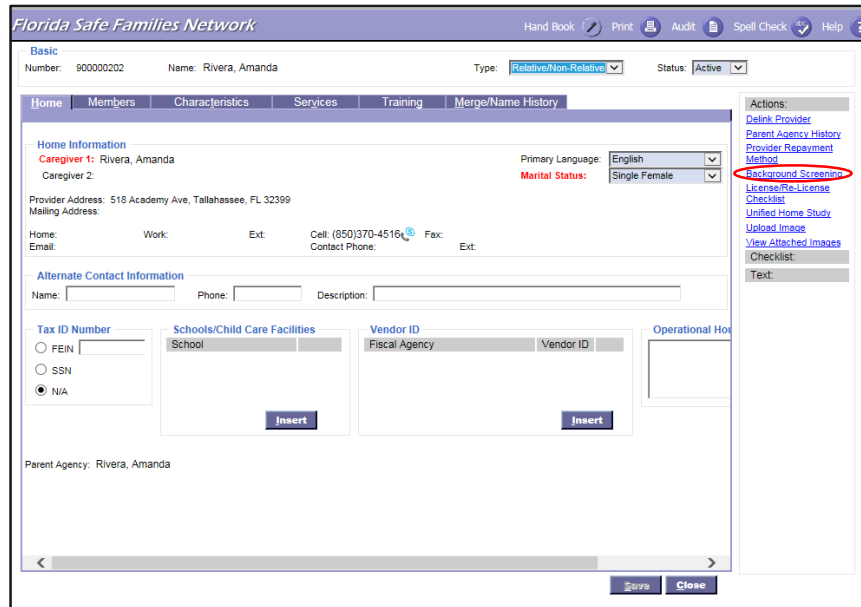 Florida Safe Families Network
Hand Book Print Audit Spell Check abc Help ?
Basic
Number: 900000202 Name: Rivera, Amanda Type: Relative/Non-Relative Status: Active
Home Members Characteristics Services Training Merge/Name History
Home Information
Caregiver 1: Rivera, Amanda Primary Language: English
Caregiver 2: Marital Status: Single Female
Provider Address: 518 Academy Ave, Tallahassee, FL 32399
Mailing Address:
Home: Work: Ext: Cell: (850)370-4516 Fax:
Email: Contact Phone: Ext:
Alternate Contact Information
Name: Phone: Description:
Tax ID Number
FEIN
SSN
N/A
Schools/Child Care Facilities
School
Insert
Vendor ID
Fiscal Agency Vendor ID
Insert
Operational Hou
Parent Agency: Rivera, Amanda
Save Close
Actions:
Delink Provider
Parent Agency History
Provider Repayment
Method
Background Screening
License/Re-License
Checklist
Unified Home Study
Upload Image
View Attached Images
Checklist:
Text: